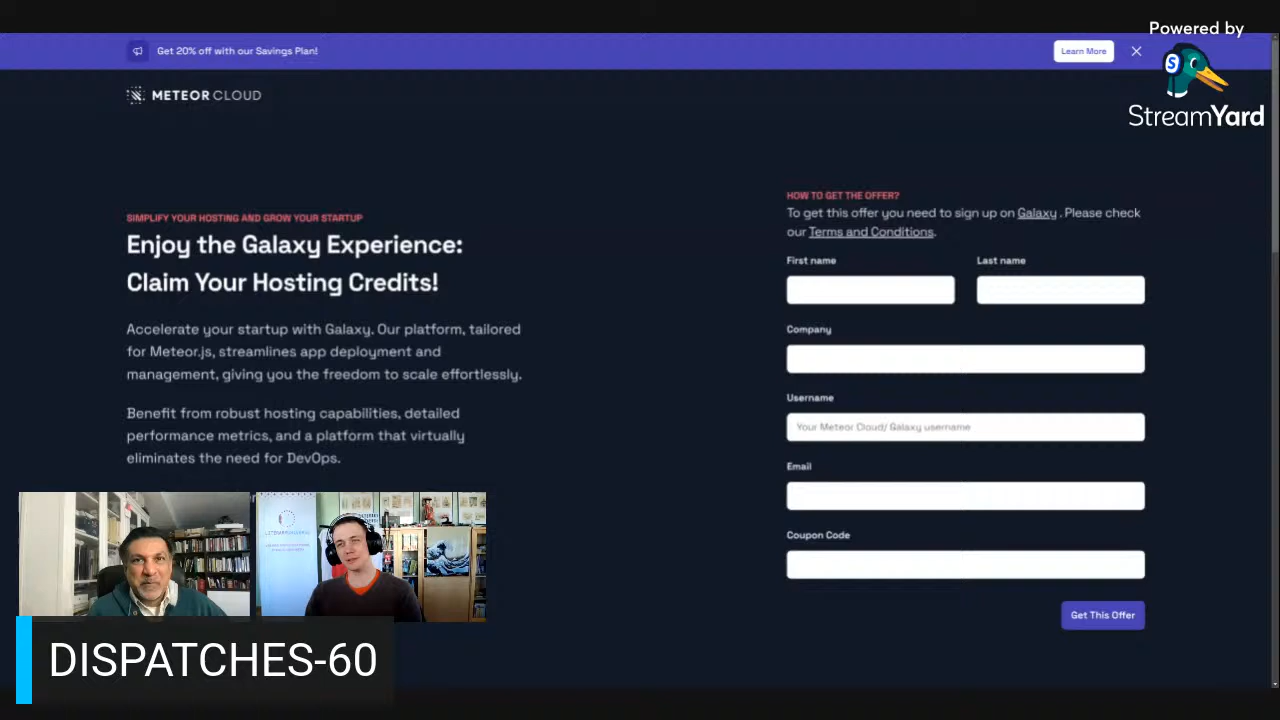 Powered by
StreamYard
Get 20% off with our Savings Plan!
Learn More
METEOR CLOUD
SIMPLIFY YOUR HOSTING AND GROW YOUR STARTUP
Enjoy the Galaxy Experience:
Claim Your Hosting Credits!
Accelerate your startup with Galaxy. Our platform, tailored
for Meteor.js, streamlines app deployment and
management, giving you the freedom to scale effortlessly.
Benefit from robust hosting capabilities, detailed
performance metrics, and a platform that virtually
eliminates the need for DevOps.
HOW TO GET THE OFFER?
To get this offer you need to sign up on Galaxy . Please check
our Terms and Conditions.
First name
Last name
Company
Username
Your Meteor Cloud/ Galaxy username
Email
Coupon Code
Get This Offer
DISPATCHES-60